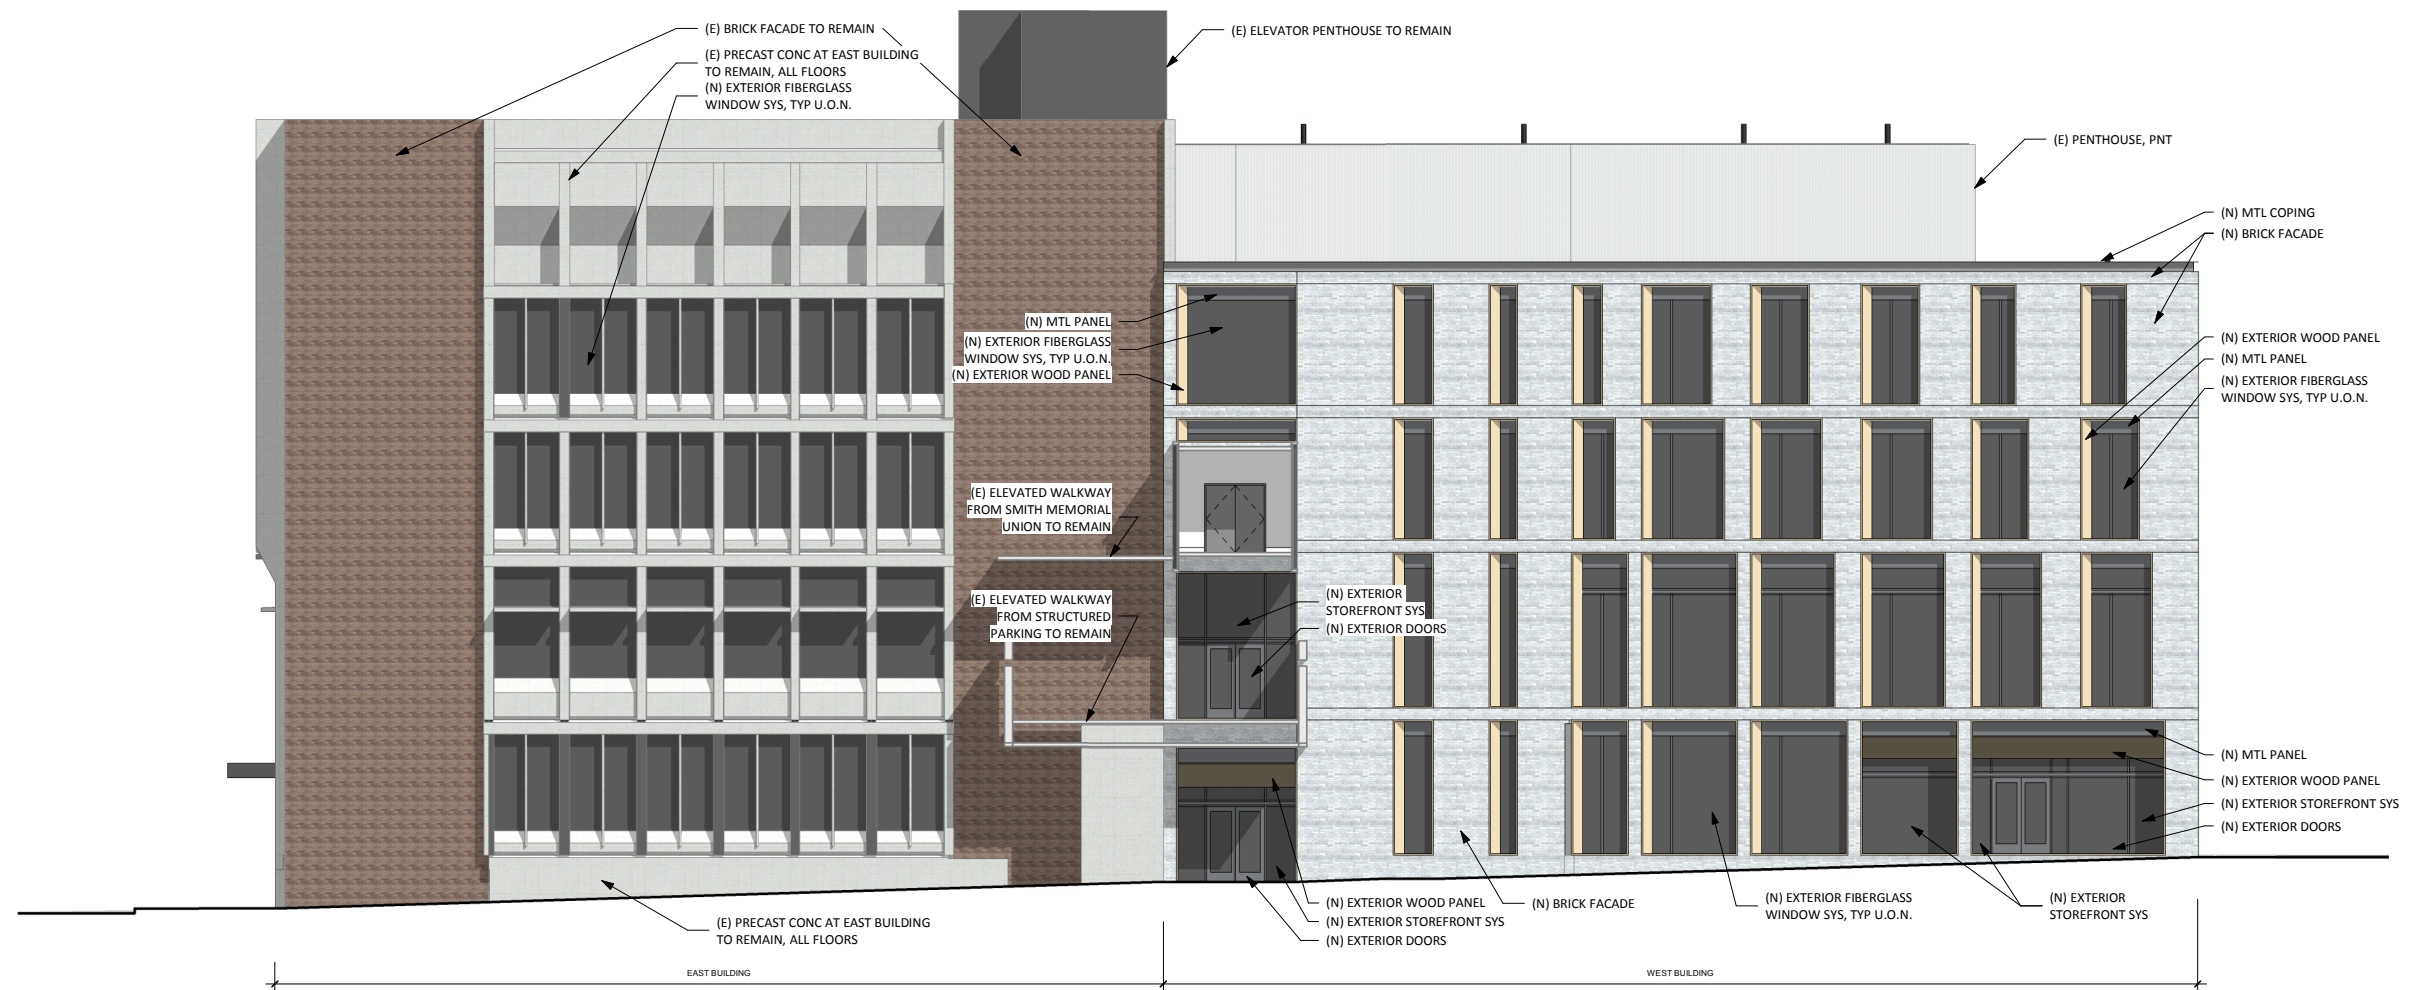 (E) BRICK FACADE TO REMAIN
(E) PRECAST CONC AT EAST BUILDING
TO REMAIN, ALL FLOORS
(N) EXTERIOR FIBERGLASS
WINDOW SYS, TYP U.O.N.
(E) ELEVATOR PENTHOUSE TO REMAIN
(E) PENTHOUSE, PNT
(N) MTL COPING
(N) BRICK FACADE
(N) MTL PANEL
(N) EXTERIOR FIBERGLASS
WINDOW SYS, TYP U.O.N.
(N) EXTERIOR WOOD PANEL
(N) EXTERIOR WOOD PANEL
(N) MTL PANEL
(N) EXTERIOR FIBERGLASS
WINDOW SYS, TYP U.O.N.
(E) ELEVATED WALKWAY
FROM SMITH MEMORIAL
UNION TO REMAIN
(E) ELEVATED WALKWAY
FROM STRUCTURED
PARKING TO REMAIN
(N) EXTERIOR
STOREFRONT SYS
(N) EXTERIOR DOORS
(N) MTL PANEL
(N) EXTERIOR WOOD PANEL
(N) EXTERIOR STOREFRONT SYS
(N) EXTERIOR DOORS
(E) PRECAST CONC AT EAST BUILDING
TO REMAIN, ALL FLOORS
(N) EXTERIOR WOOD PANEL
(N) EXTERIOR STOREFRONT SYS
(N) EXTERIOR DOORS
(N) BRICK FACADE
(N) EXTERIOR FIBERGLASS
WINDOW SYS, TYP U.O.N.
(N) EXTERIOR
STOREFRONT SYS
EAST BUILDING
WEST BUILDING